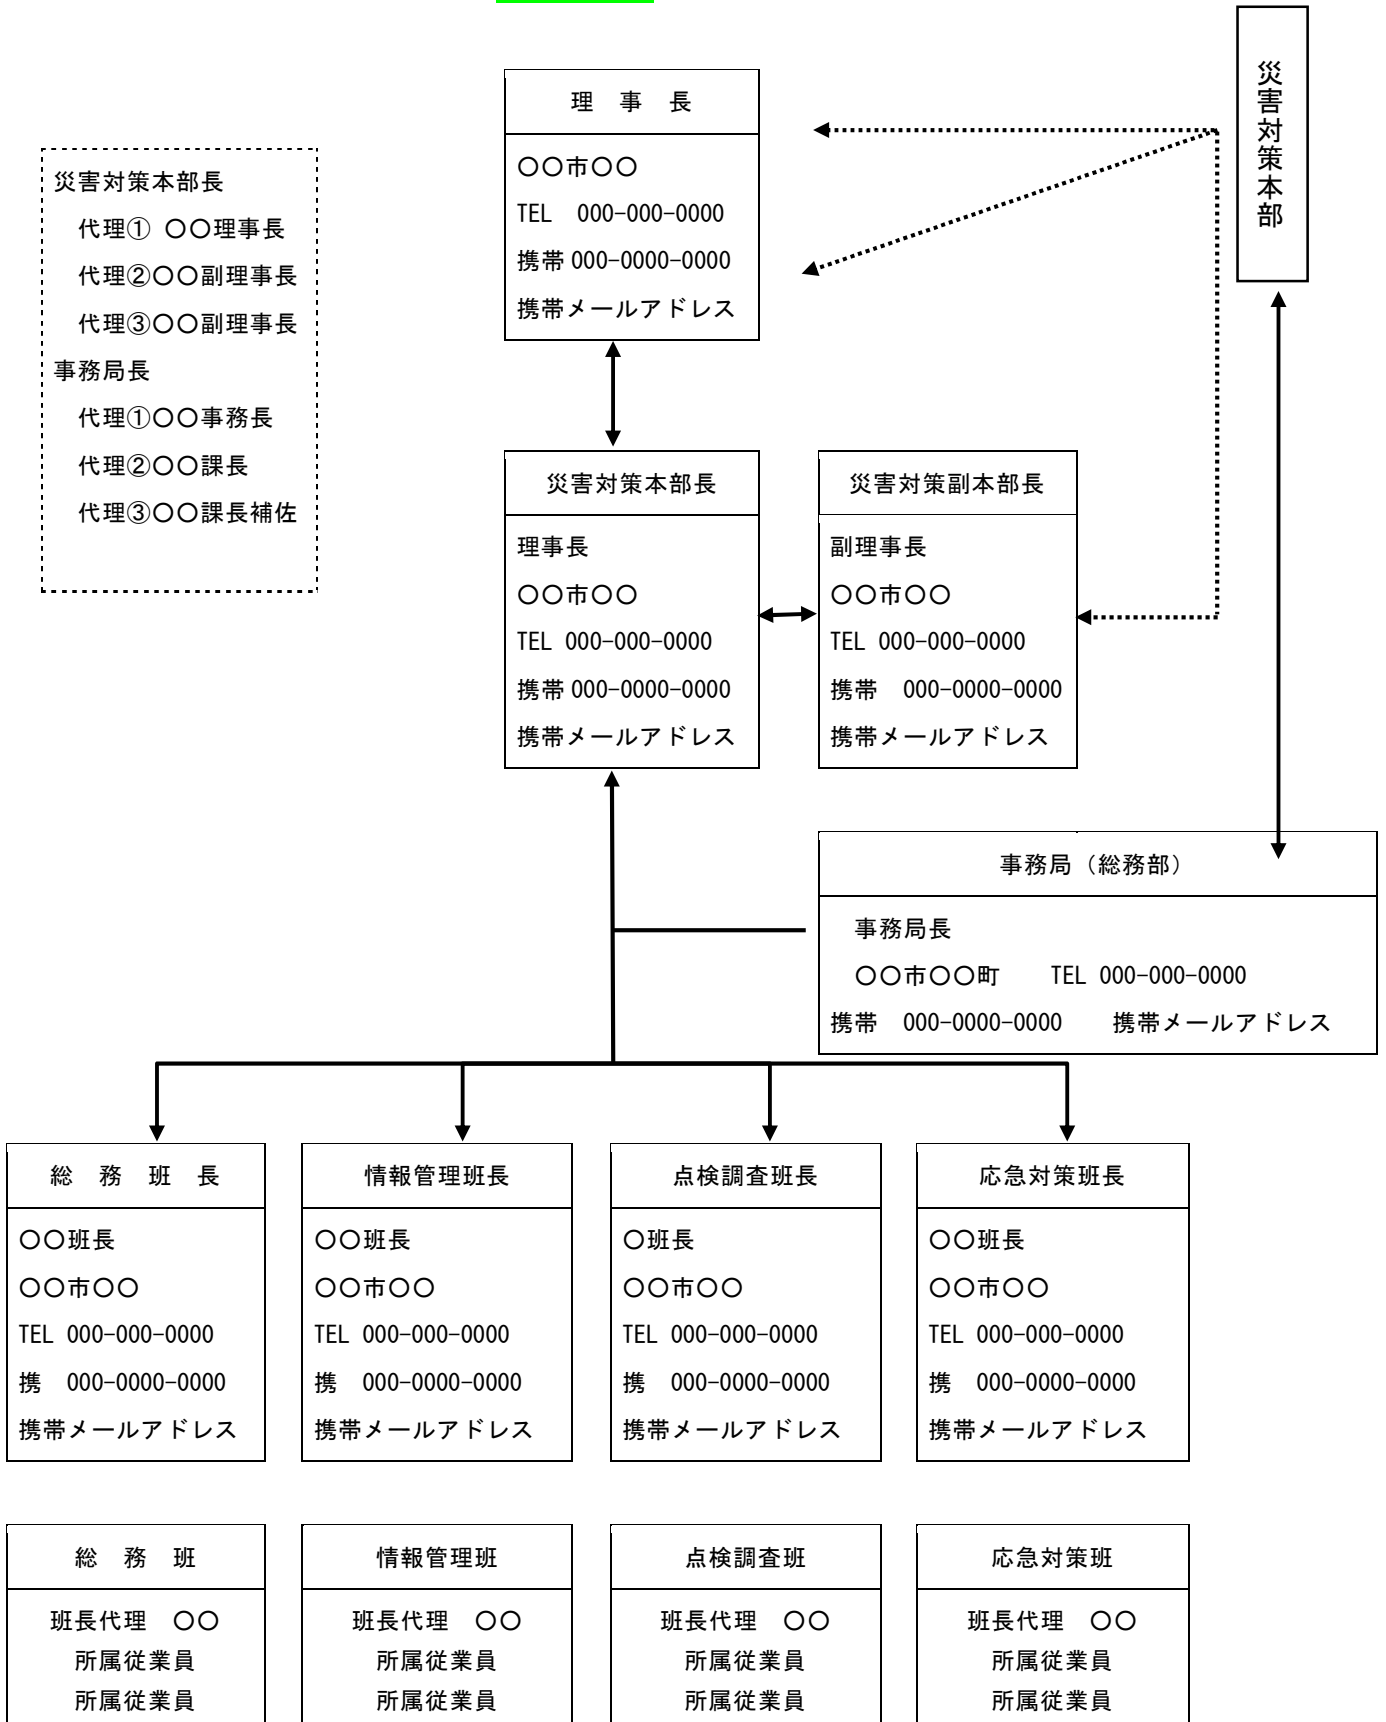 災害対策本部
理　事　長
〇〇市〇〇
TEL　000-000-0000
携帯 000-0000-0000
携帯メールアドレス
災害対策本部長
代理① 〇〇理事長
代理②〇〇副理事長
代理③〇〇副理事長
事務局長
代理①〇〇事務長
代理②〇〇課長
代理③〇〇課長補佐
災害対策本部長
理事長
〇〇市〇〇
TEL 000-000-0000
携帯 000-0000-0000
携帯メールアドレス
災害対策副本部長
副理事長
〇〇市〇〇
TEL 000-000-0000
携帯　000-0000-0000
携帯メールアドレス
事務局（総務部）
事務局長
〇〇市〇〇町　　TEL 000-000-0000
携帯　000-0000-0000　　携帯メールアドレス
総　務　班　長
〇〇班長
〇〇市〇〇
TEL 000-000-0000
携　000-0000-0000
携帯メールアドレス
情報管理班長
〇〇班長
〇〇市〇〇
TEL 000-000-0000
携　000-0000-0000
携帯メールアドレス
点検調査班長
〇班長
〇〇市〇〇
TEL 000-000-0000
携　000-0000-0000
携帯メールアドレス
応急対策班長
〇〇班長
〇〇市〇〇
TEL 000-000-0000
携　000-0000-0000
携帯メールアドレス
総　務　班
班長代理　〇〇
所属従業員
所属従業員
情報管理班
班長代理　〇〇
所属従業員
所属従業員
点検調査班
班長代理　〇〇
所属従業員
所属従業員
応急対策班
班長代理　〇〇
所属従業員
所属従業員